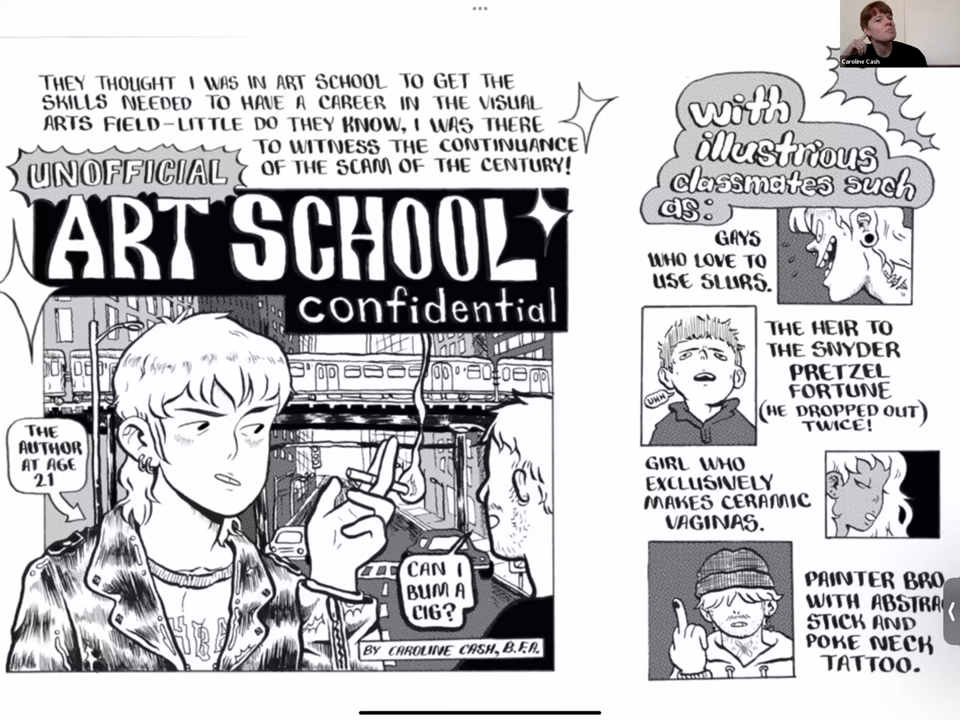 Caroline Cash
THEY THOUGHT I WAS IN ART SCHOOL TO GET THE
SKILLS NEEDED TO HAVE A CAREER IN THE VISUAL
ARTS FIELD-LITTLE DO THEY KNOW, I WAS THERE
TO WITNESS THE CONTINUANCE
OF THE SCAM OF THE CENTURY!
UNOFFICIAL
ART SCHOOL
confidential
THE
AUTHOR
AT AGE
21
CAN I
BUM A
CIG?
BY CAROLINE CASH, B.F.A.
with
illustrious
classmates such
as:
GAYS
WHO LOVE TO
USE SLURS.
THE HEIR TO
THE SNYDER
PRETZEL
FORTUNE
(HE DROPPED OUT)
TWICE!
UHH
GIRL WHO
EXCLUSIVELY
MAKES CERAMIC
VAGINAS.
PAINTER BRO
WITH ABSTRA
STICK AND
POKE NECK
TATTOO.